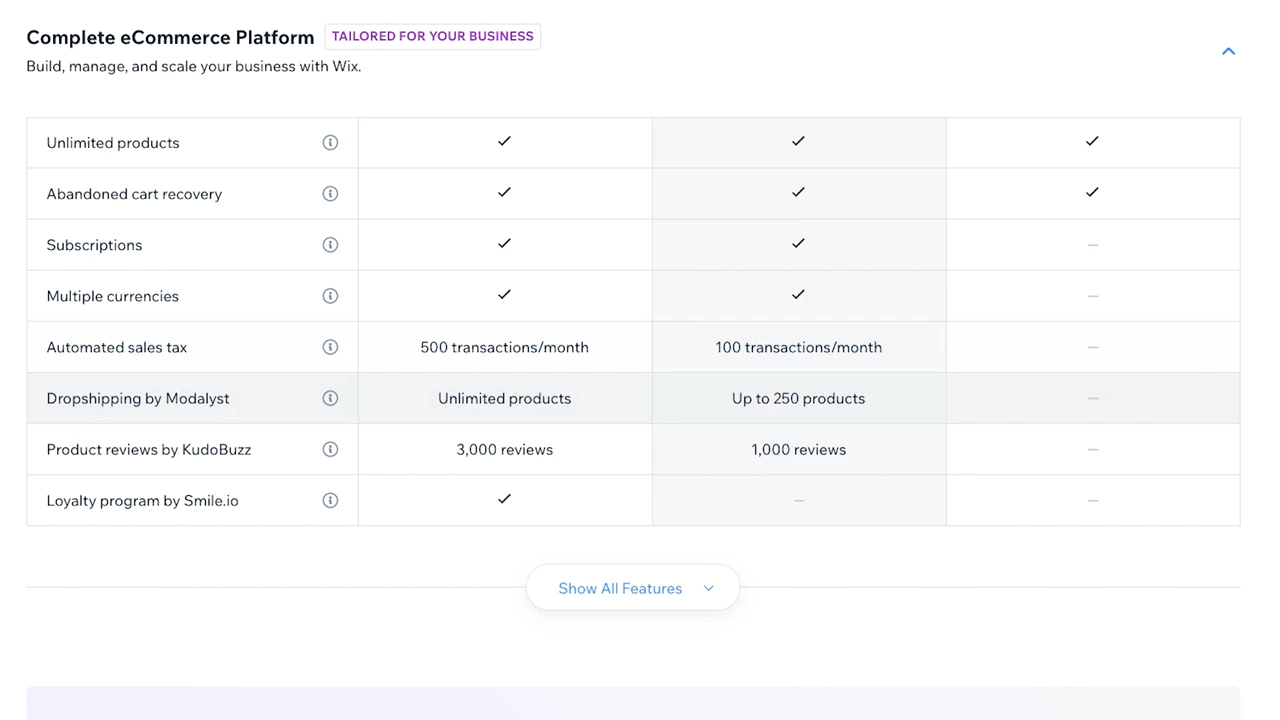 Complete eCommerce Platform TAILORED FOR YOUR BUSINESS
Build, manage, and scale your business with Wix.
Unlimited products
Abandoned cart recovery
Subscriptions
Multiple currencies
Automated sales tax 500 transactions/month 100 transactions/month
Dropshipping by Modalyst Unlimited products Up to 250 products
Product reviews by KudoBuzz 3,000 reviews 1,000 reviews
Loyalty program by Smile.io
Show All Features